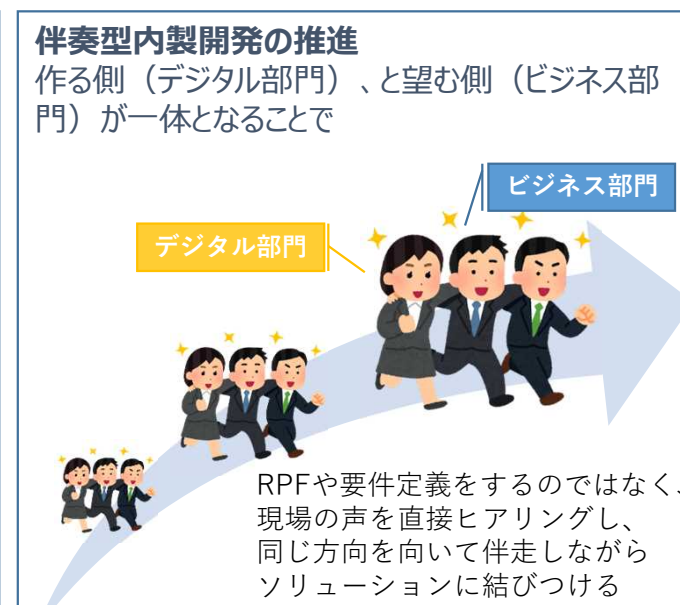 伴奏型内製開発の推進
作る側（デジタル部門）、と望む側（ビジネス部
門）が一体となることで
ビジネス部門
デジタル部門
RPFや要件定義をするのではなく、
現場の声を直接ヒアリングし、
同じ方向を向いて伴走しながら
ソリューションに結びつける